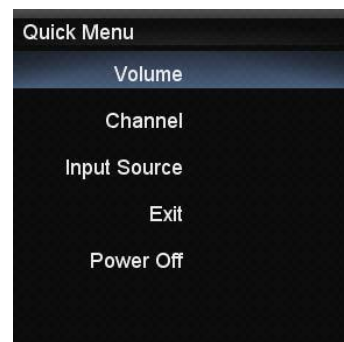 Quick Menu
Volume
Channel
Input Source
Exit
Power Off